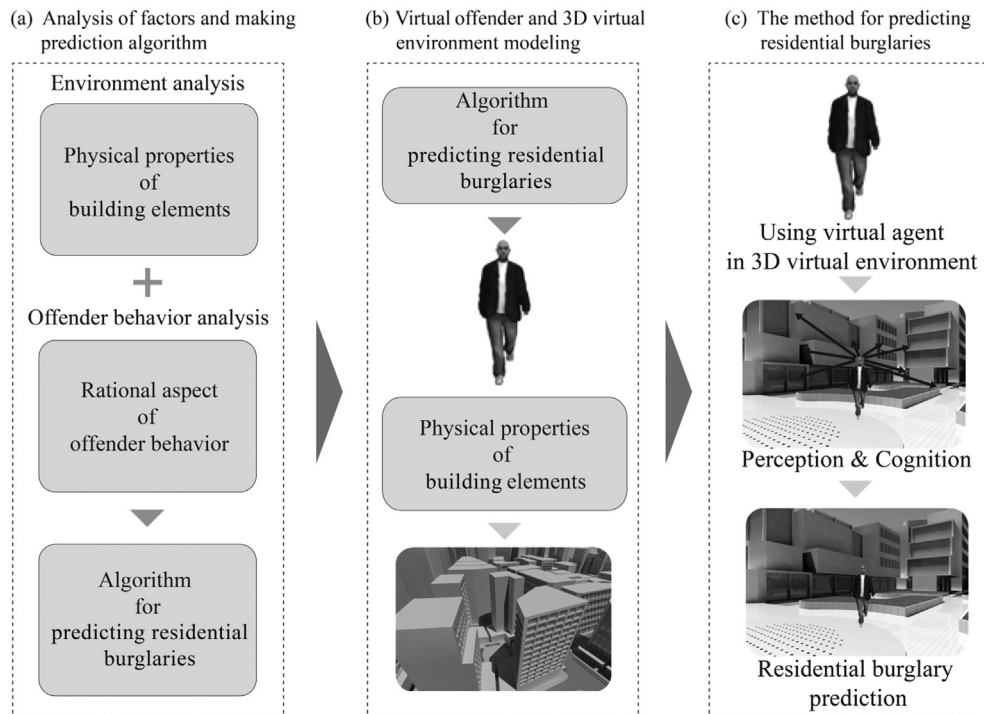 (a) Analysis of factors and making
prediction algorithm
Environment analysis
Physical properties
of
building elements
+
Offender behavior analysis
Rational aspect
of
offender behavior
Algorithm
for
predicting residential
burglaries
(b) Virtual offender and 3D virtual
environment modeling
Algorithm
for
predicting residential
burglaries
Physical properties
of
building elements
(c) The method for predicting
residential burglaries
Using virtual agent
in 3D virtual environment
Perception & Cognition
Residential burglary
prediction